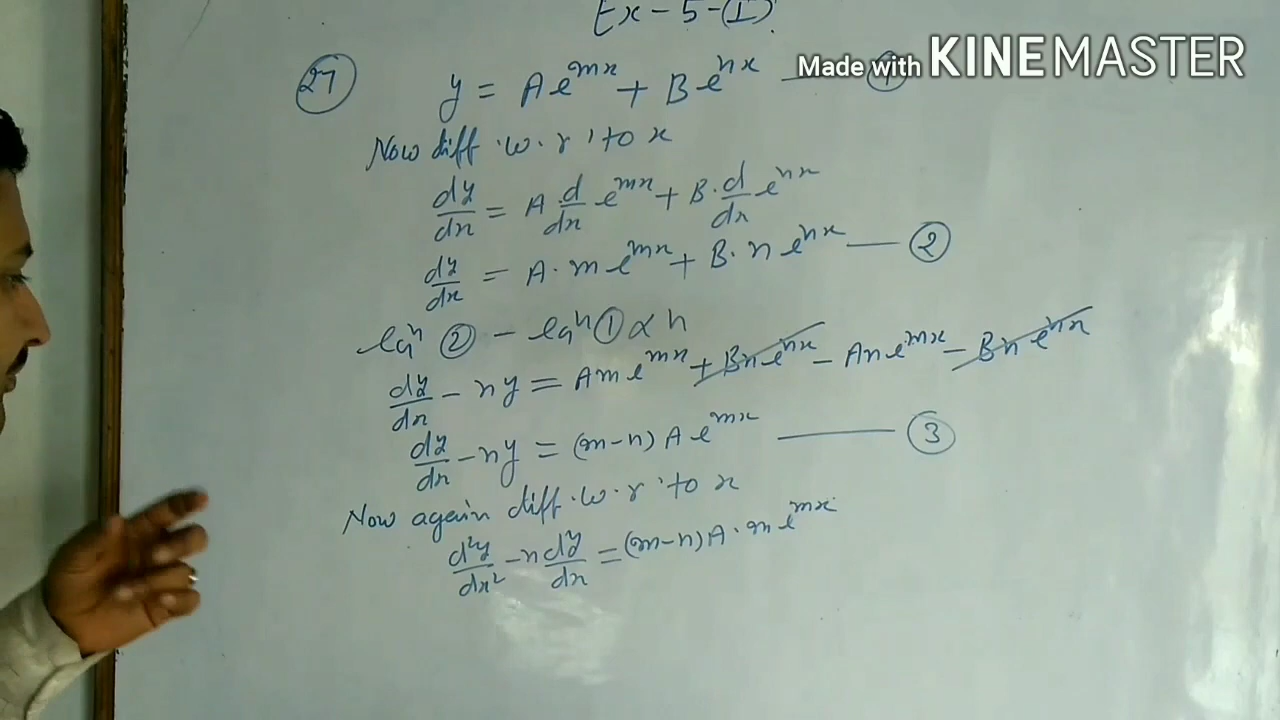 Ex-5-(I).
Made with KINEMASTER
27 y = Ae^{mx} + Be^{nx} — 1
Now diff. w. r. to x
dy/dx = A d/dx e^{mx} + B. d/dx e^{nx}
dy/dx = A. m e^{mx} + B. n e^{nx} — 2
eqn 2 - eqn 1 × n
dy/dx - ny = Am e^{mx} + Bn e^{nx} - An e^{mx} - Bn e^{nx}
dy/dx - ny = (m-n) A e^{mx} — 3
Now again diff. w. r. to x
d²y/dx² - n dy/dx = (m-n) A. m e^{mx}